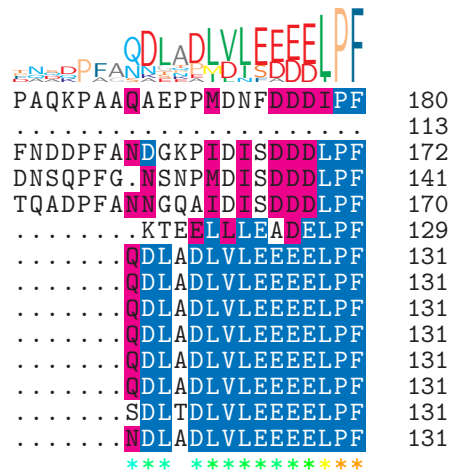 PFAQDLADLVLEEEELPF
PAQKPAAQAEPPMDNFDDDIPF 180
...................... 113
FNDDPFANDGKPIDISDDDLPF 172
DNSQPFG.NSNPMDISDDDLPF 141
TQADPFANNGQAIDISDDDLPF 170
........KTEELLLEADELPF 129
.......QDLADLVLEEEELPF 131
.......QDLADLVLEEEELPF 131
.......QDLADLVLEEEELPF 131
.......QDLADLVLEEEELPF 131
.......QDLADLVLEEEELPF 131
.......QDLADLVLEEEELPF 131
.......SDLTDLVLEEEELPF 131
.......NDLADLVLEEEELPF 131
*** ***********